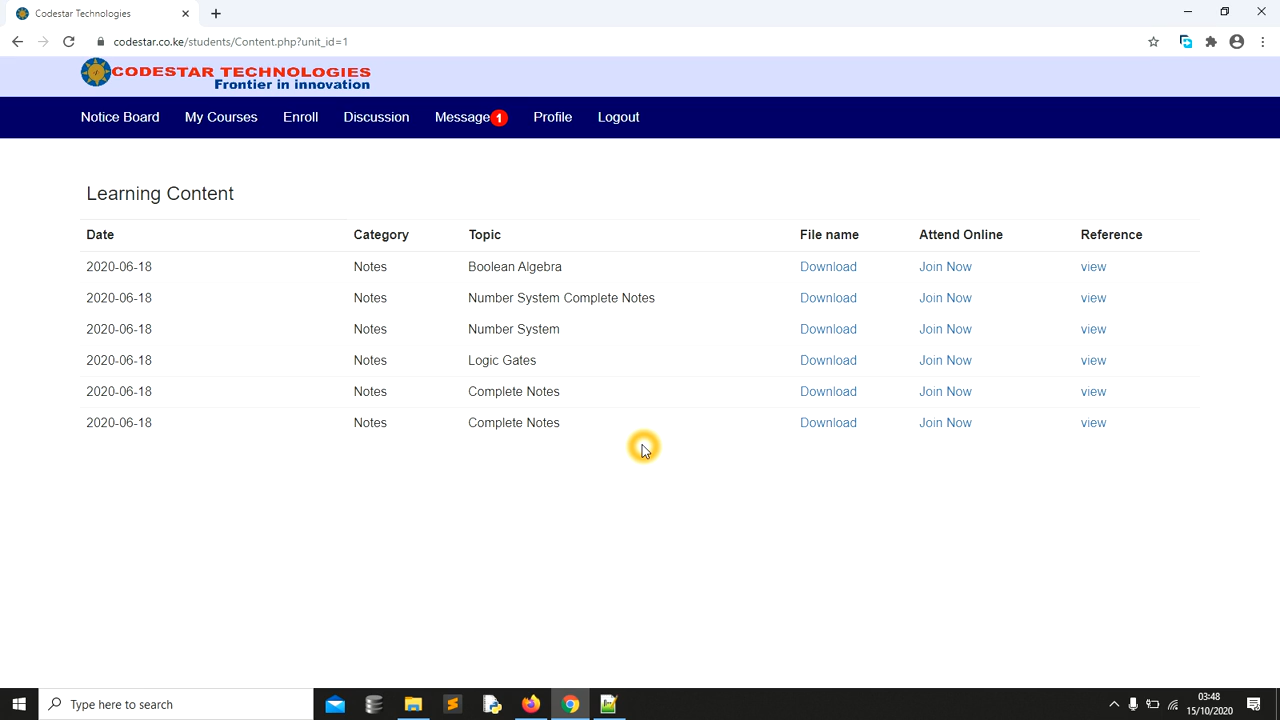 Codestar Technologies
codestar.co.ke/students/Content.php?unit_id=1
CODESTAR TECHNOLOGIES
Frontier in innovation
Notice Board My Courses Enroll Discussion Message 1 Profile Logout
Learning Content
Date Category Topic File name Attend Online Reference
2020-06-18 Notes Boolean Algebra Download Join Now view
2020-06-18 Notes Number System Complete Notes Download Join Now view
2020-06-18 Notes Number System Download Join Now view
2020-06-18 Notes Logic Gates Download Join Now view
2020-06-18 Notes Complete Notes Download Join Now view
2020-06-18 Notes Complete Notes Download Join Now view
Type here to search
03:48
15/10/2020